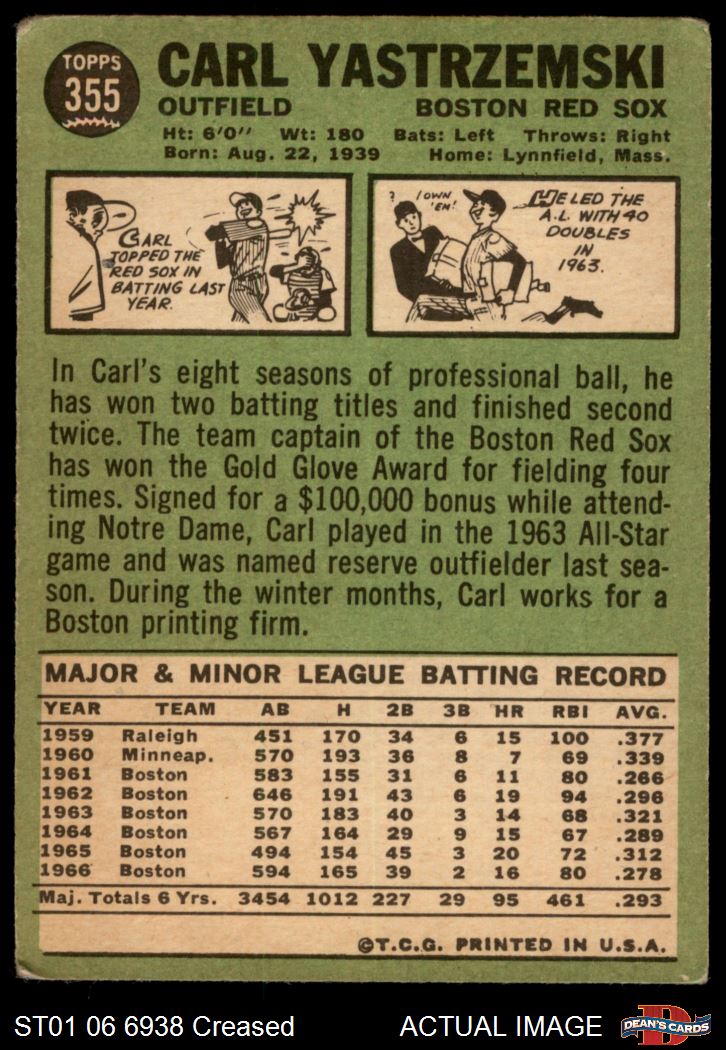 TOPPS
355
CARL YASTRZEMSKI
OUTFIELD BOSTON RED SOX
Ht: 6'0" Wt: 180 Bats: Left Throws: Right
Born: Aug. 22, 1939 Home: Lynnfield, Mass.
CARL
TOPPED THE
RED SOX IN
BATTING LAST
YEAR.
?
I OWN
'EM!
HE LED THE
A.L. WITH 40
DOUBLES
IN
1963.
In Carl's eight seasons of professional ball, he
has won two batting titles and finished second
twice. The team captain of the Boston Red Sox
has won the Gold Glove Award for fielding four
times. Signed for a $100,000 bonus while attend-
ing Notre Dame, Carl played in the 1963 All-Star
game and was named reserve outfielder last sea-
son. During the winter months, Carl works for a
Boston printing firm.
MAJOR & MINOR LEAGUE BATTING RECORD
YEAR TEAM AB H 2B 3B HR RBI AVG.
1959 Raleigh 451 170 34 6 15 100 .377
1960 Minneap. 570 193 36 8 7 69 .339
1961 Boston 583 155 31 6 11 80 .266
1962 Boston 646 191 43 6 19 94 .296
1963 Boston 570 183 40 3 14 68 .321
1964 Boston 567 164 29 9 15 67 .289
1965 Boston 494 154 45 3 20 72 .312
1966 Boston 594 165 39 2 16 80 .278
Maj. Totals 6 Yrs. 3454 1012 227 29 95 461 .293
©T.C.G. PRINTED IN U.S.A.
ST01 06 6938 Creased ACTUAL IMAGE
D
DEAN'S CARDS